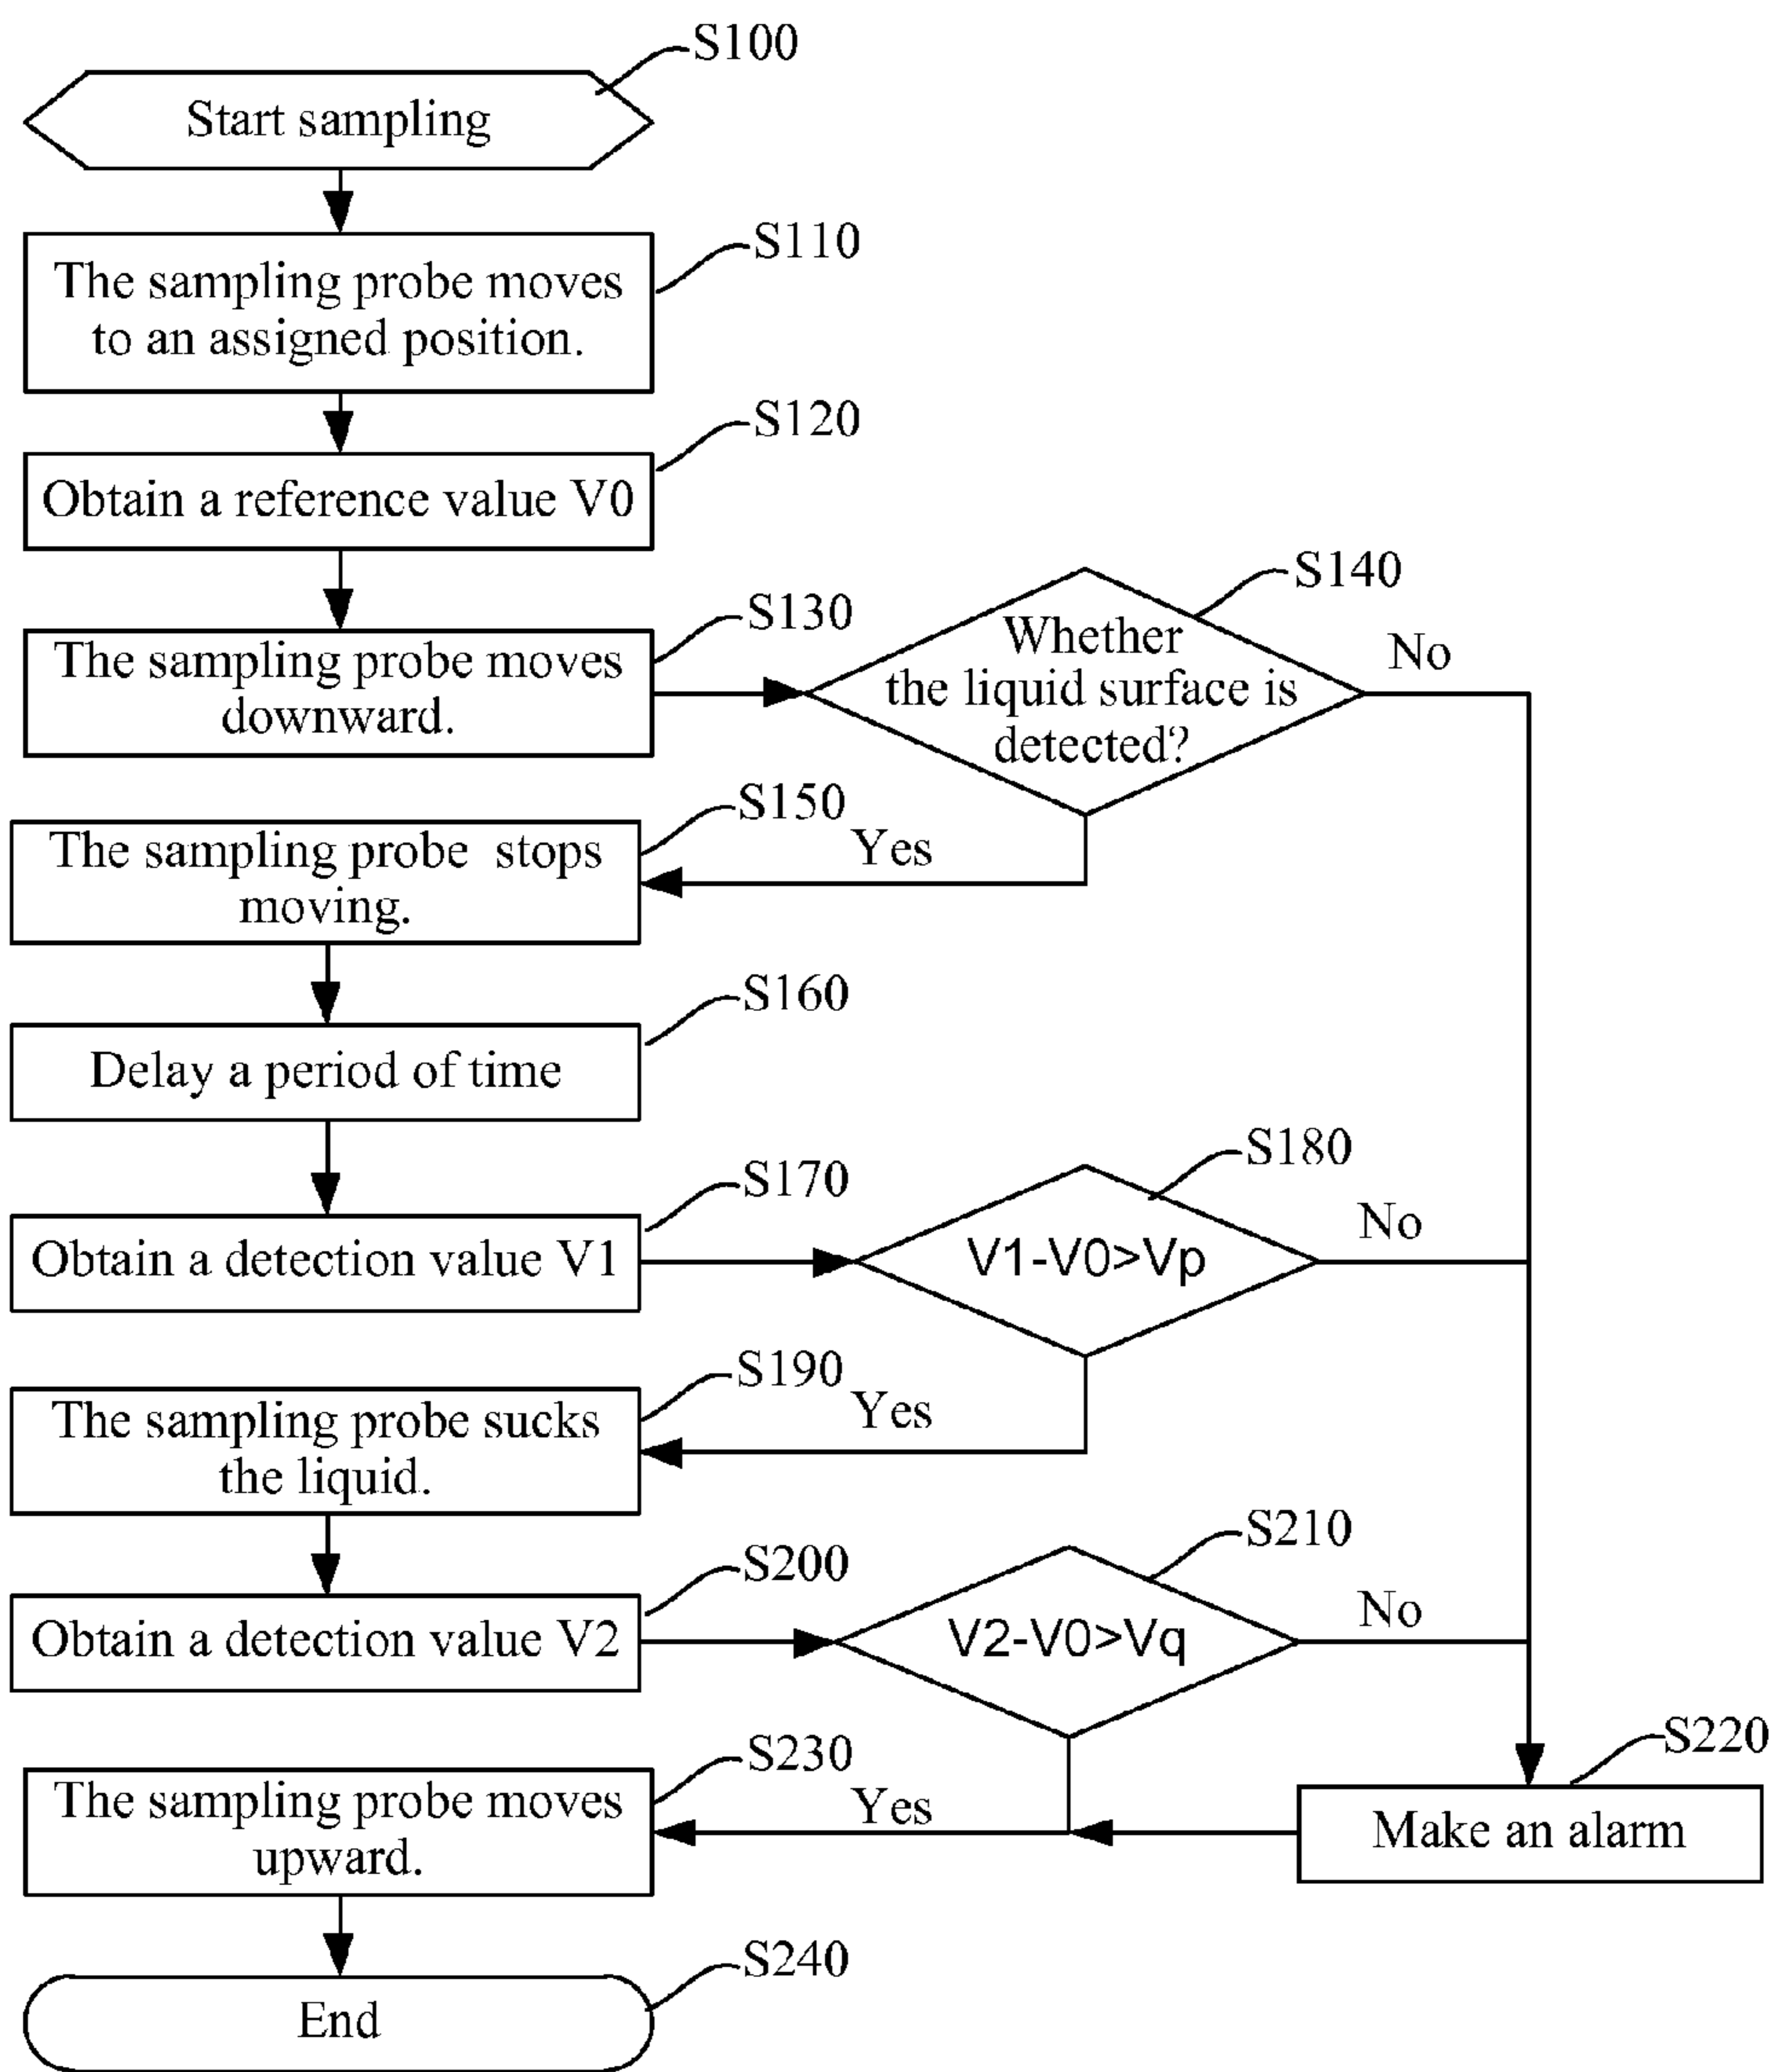 S100
Start sampling
S110
The sampling probe moves
to an assigned position.
S120
Obtain a reference value V0
S130
The sampling probe moves
downward.
S140
Whether
the liquid surface is
detected?
No
Yes
S150
The sampling probe stops
moving.
S160
Delay a period of time
S170
Obtain a detection value V1
S180
V1-V0>Vp
No
Yes
S190
The sampling probe sucks
the liquid.
S200
Obtain a detection value V2
S210
V2-V0>Vq
No
S220
Make an alarm
Yes
S230
The sampling probe moves
upward.
S240
End